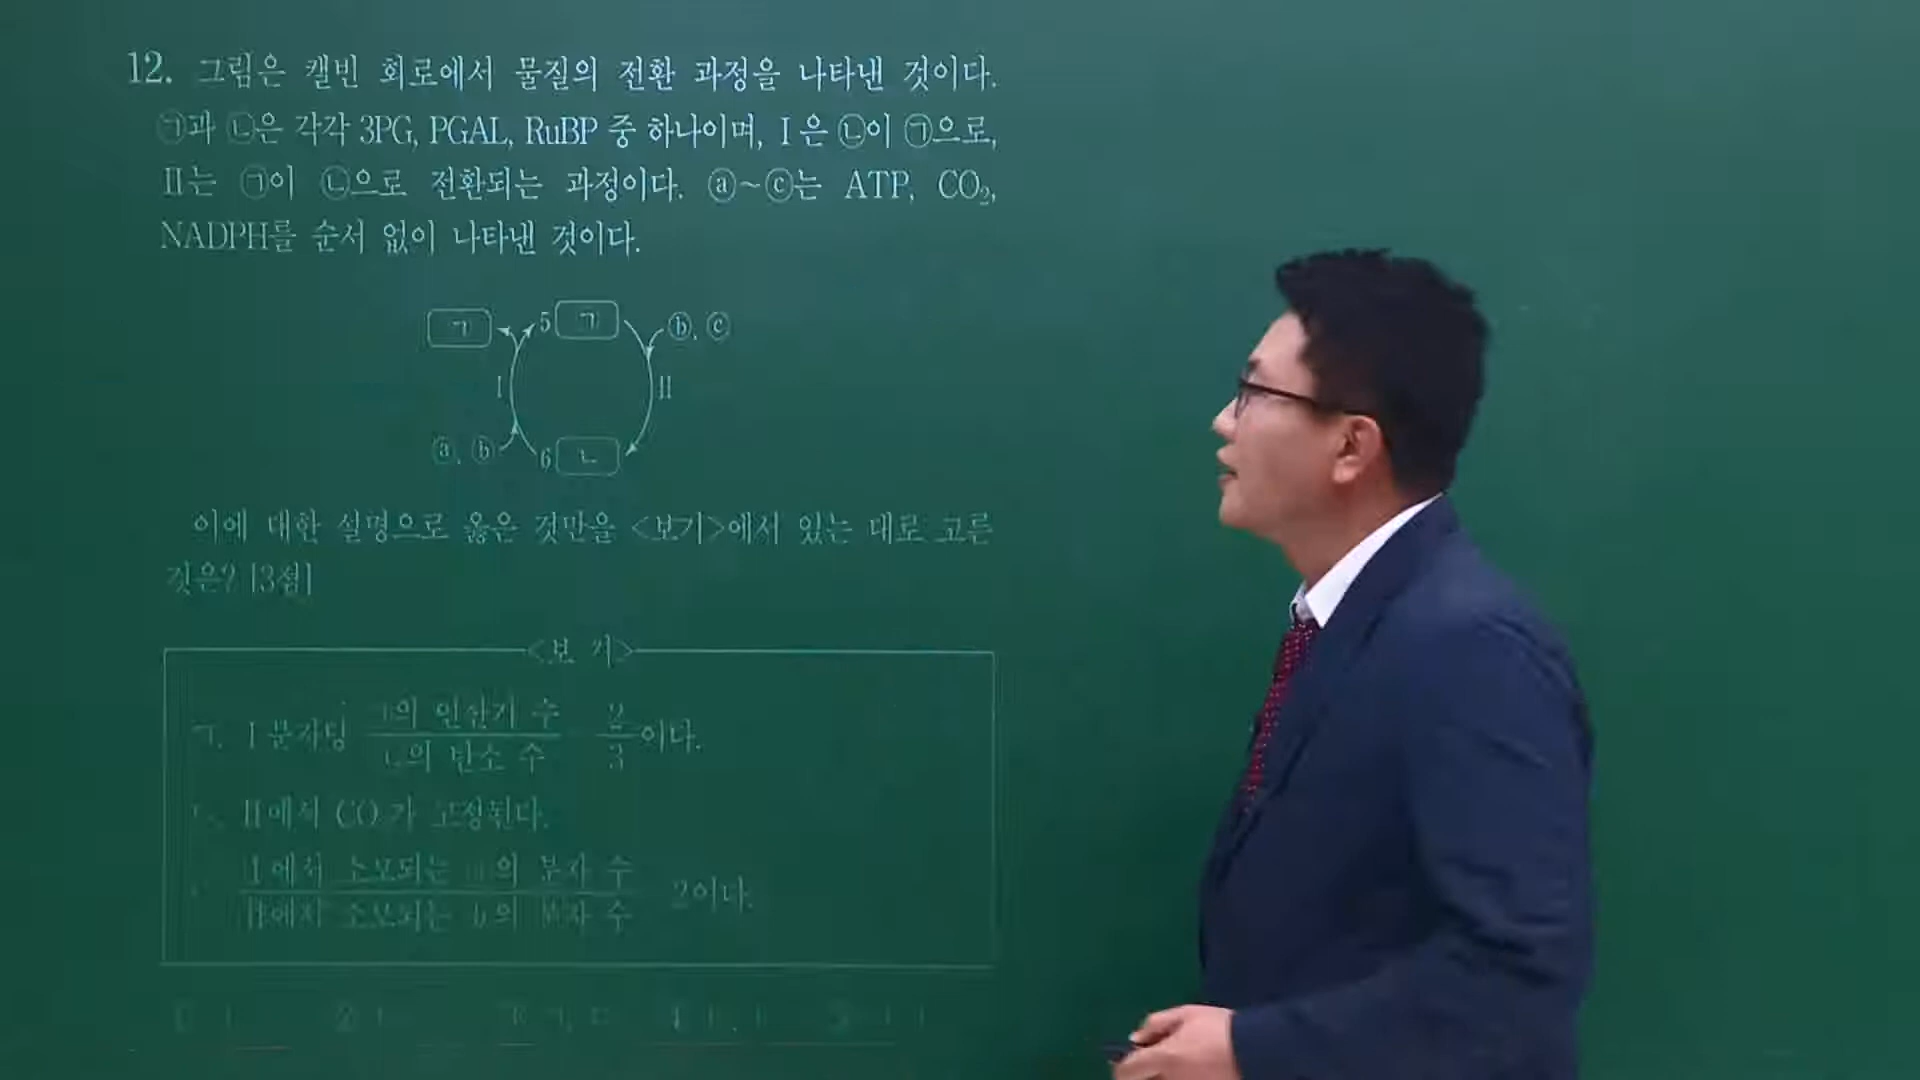 12. 그림은 캘빈 회로에서 물질의 전환 과정을 나타낸 것이다.
㉠과 ㉡은 각각 3PG, PGAL, RuBP 중 하나이며, Ⅰ은 ㉡이 ㉠으로,
Ⅱ는 ㉠이 ㉡으로 전환되는 과정이다. ⓐ~ⓒ는 ATP, CO₂,
NADPH를 순서 없이 나타낸 것이다.
ㄱ 5 ㄱ ⓑ, ⓒ
Ⅰ Ⅱ
ⓐ, ⓑ 6 ㄴ
이에 대한 설명으로 옳은 것만을 <보기>에서 있는 대로 고른
것은? [3점]
<보 기>
ㄱ. 1분자당 ㄱ의 인산기 수 2
ㄴ의 탄소 수 3 이다.
Ⅱ에서 CO 가 고정된다.
Ⅰ에서 소모되는 의 분자 수
Ⅱ에서 소모되는 b의 분자 수 2이다.